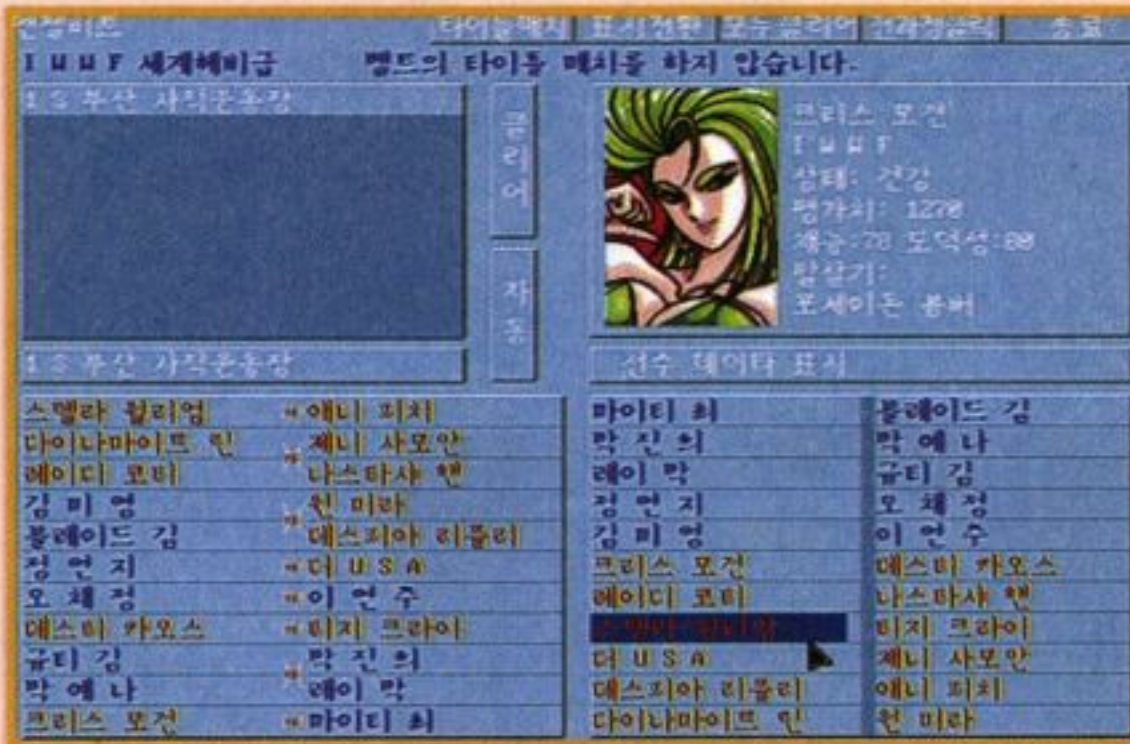 타이틀매치 표시전환 모두클리어 종료
IWWF 세계헤비급 벨트의 타이틀 매치를 하지 않습니다.
18 부산 사직운동장
클리어
자동
크리스 모건
IWWF
상태: 건강
평가치: 1270
재능:78 도덕성:80
필살기:
포세이돈 봄버
18 부산 사직운동장
선수 데이타 표시
스텔라 윌리엄 애니 피치
다이나마이트 린 제니 사모안
레이디 코티 나스타샤 핸
김미영 윈 미라
블레이드 김 데스피아 리플리
정언지 더 USA
오채정 이연주
데스티 카오스 티지 크라이
큐티 김 박진희
박예나 레이 박
크리스 모건 마이티 최
마이티 최 블레이드 김
박진희 박예나
레이 박 큐티 김
정언지 오채정
김미영 이연주
크리스 모건 데스티 카오스
레이디 코티 나스타샤 핸
스텔라 윌리엄 티지 크라이
더 USA 제니 사모안
데스피아 리플리 애니 피치
다이나마이트 린 윈 미라